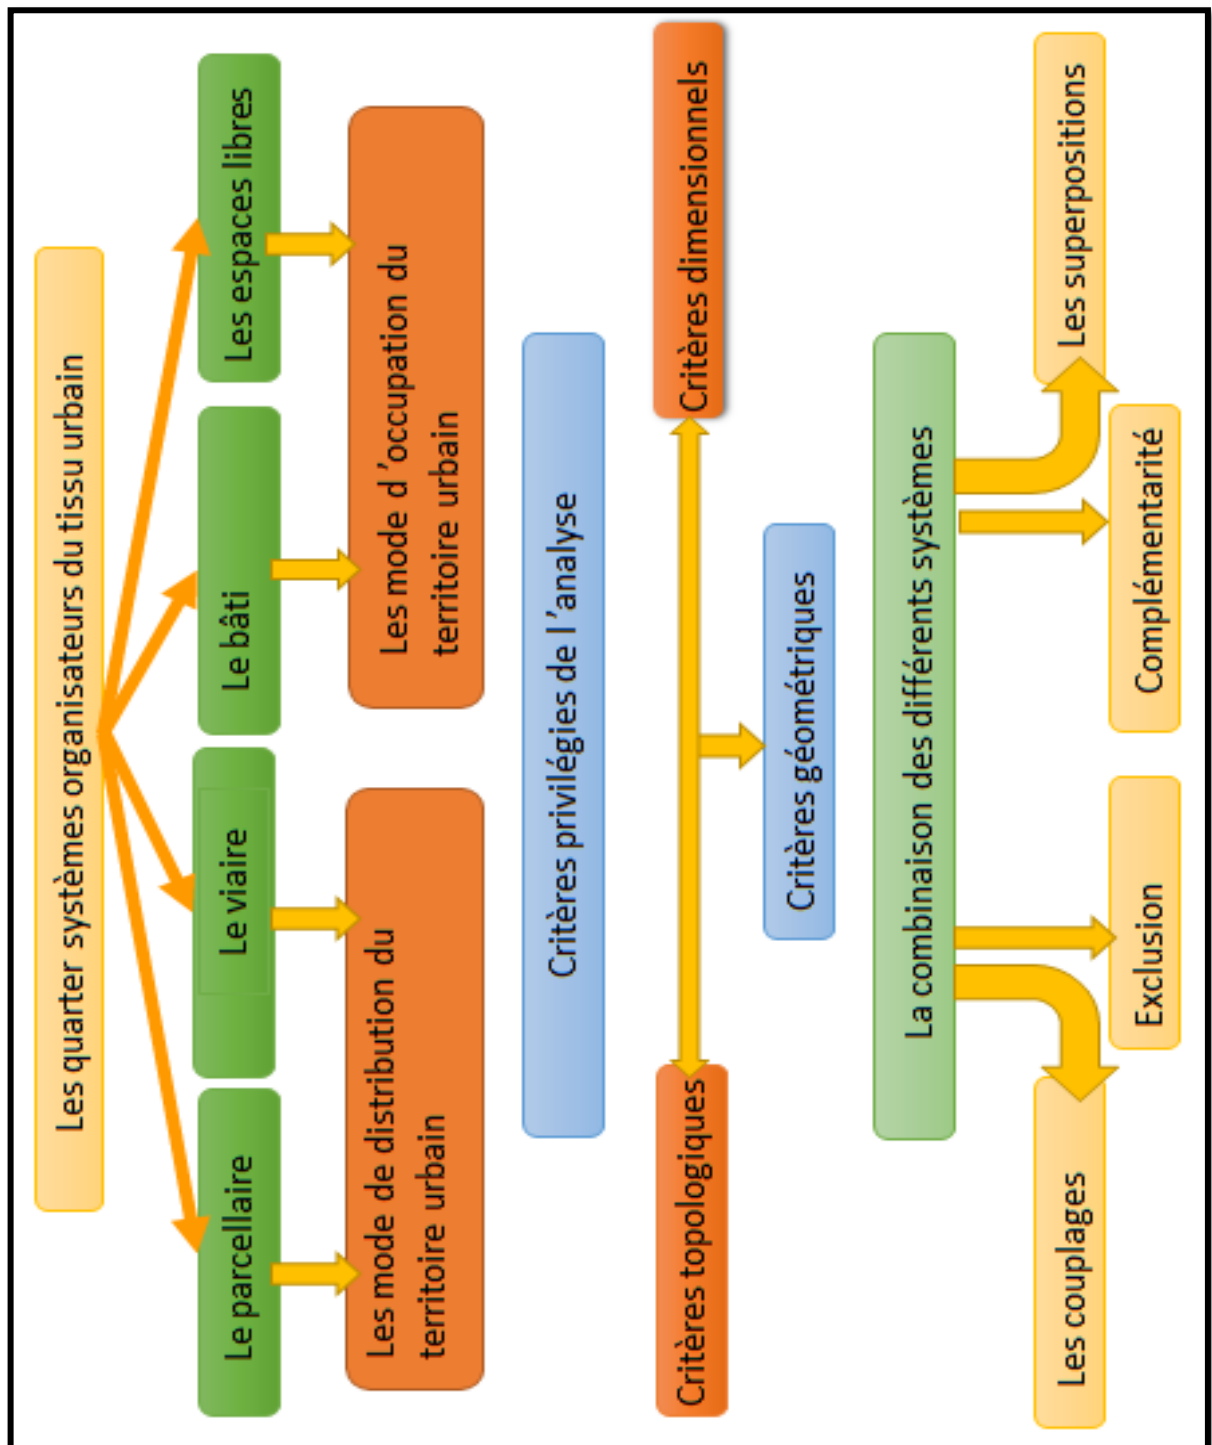 Les quarter systèmes organisateurs du tissu urbain
Le parcellaire
Le viaire
Le bâti
Les espaces libres
Les mode de distribution du
territoire urbain
Les mode d 'occupation du
territoire urbain
Critères privilégies de l 'analyse
Critères topologiques
Critères dimensionnels
Critères géométriques
La combinaison des différents systèmes
Les couplages
Exclusion
Complémentarité
Les superpositions